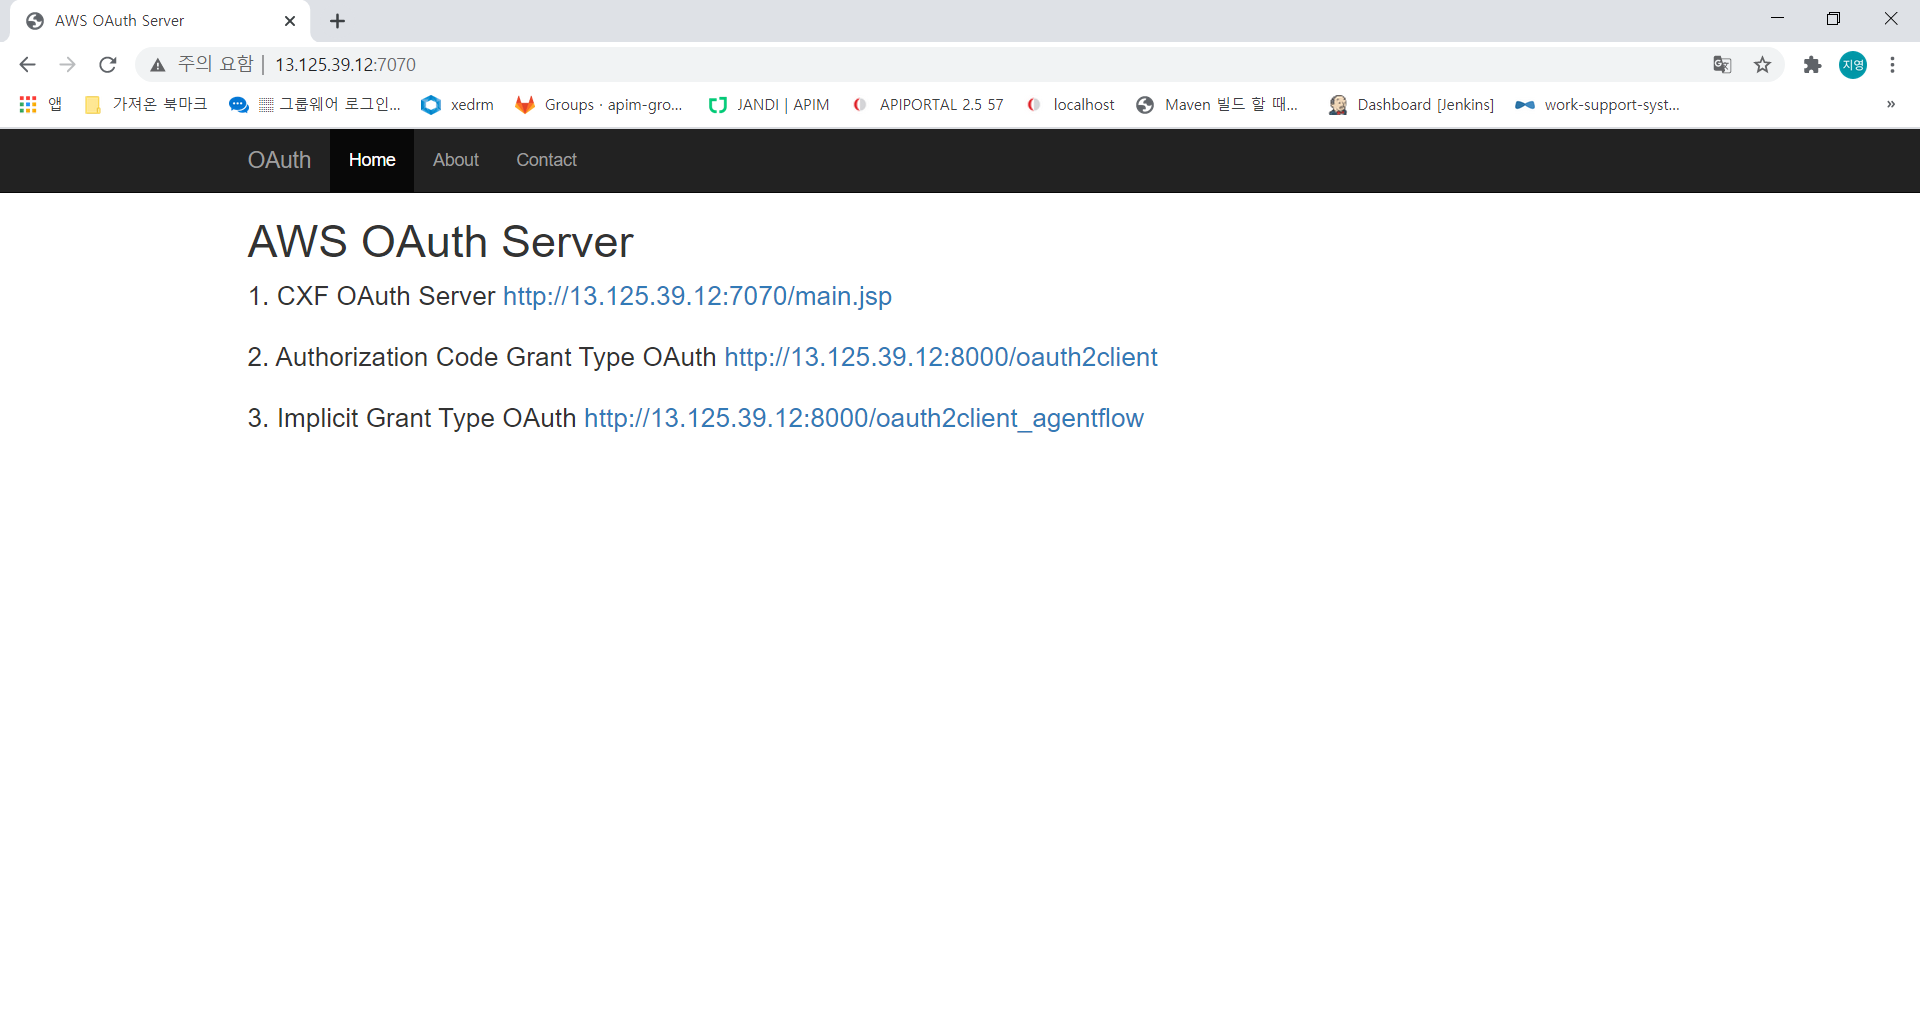 AWS OAuth Server
주의 요함 | 13.125.39.12:7070
지영
앱 가져온 북마크 그룹웨어 로그인... xedrm Groups · apim-gro... JANDI | APIM APIPORTAL 2.5 57 localhost Maven 빌드 할 때... Dashboard [Jenkins] work-support-syst... »
OAuth Home About Contact
AWS OAuth Server
1. CXF OAuth Server http://13.125.39.12:7070/main.jsp
2. Authorization Code Grant Type OAuth http://13.125.39.12:8000/oauth2client
3. Implicit Grant Type OAuth http://13.125.39.12:8000/oauth2client_agentflow